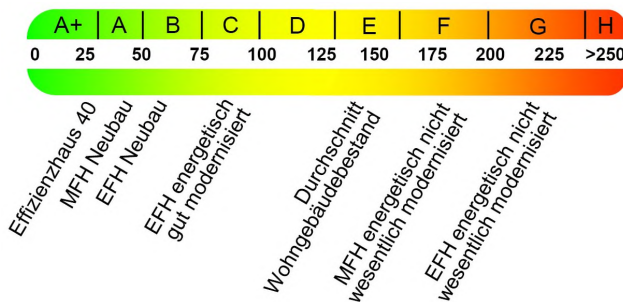 A+ A B C D E F G H
0 25 50 75 100 125 150 175 200 225 >250
Effizienzhaus 40
MFH Neubau
EFH Neubau
EFH energetisch
gut modernisiert
Durchschnitt
Wohngebäudebestand
MFH energetisch nicht
wesentlich modernisiert
EFH energetisch nicht
wesentlich modernisiert